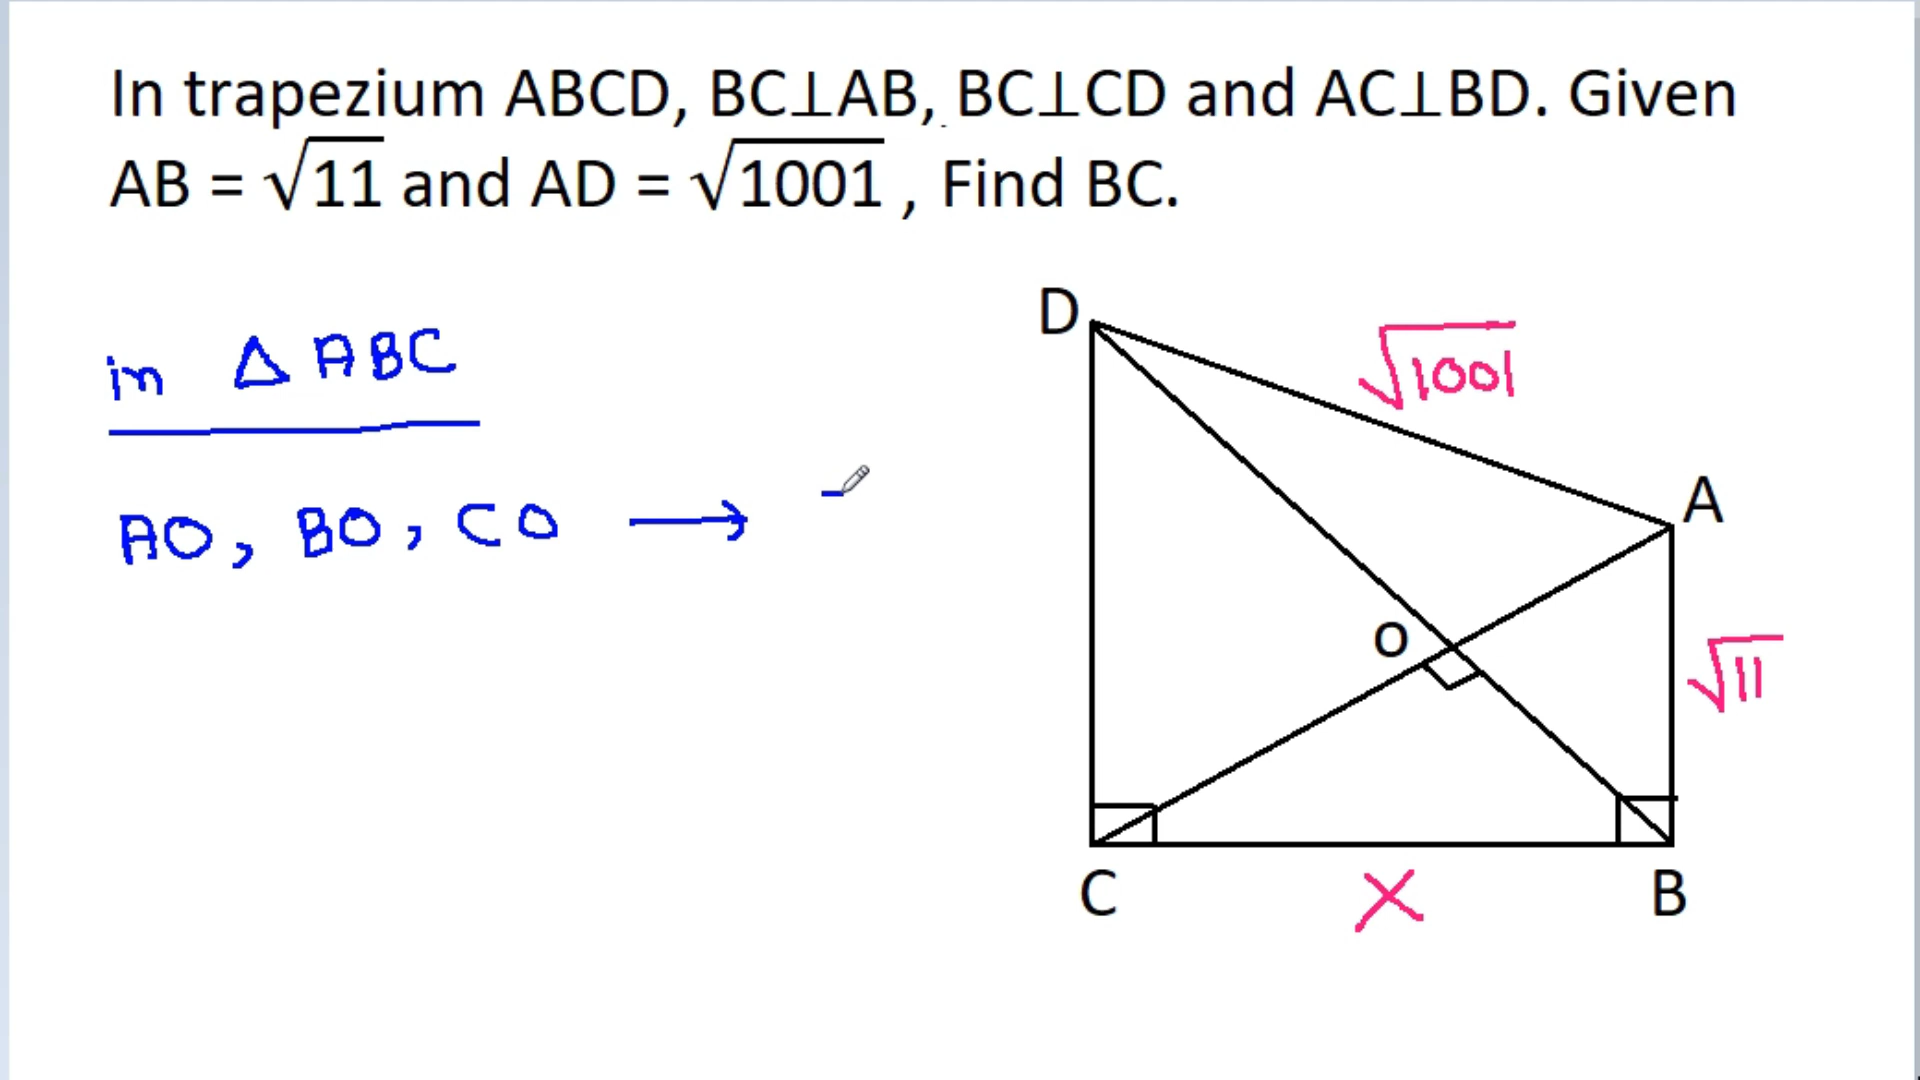 In trapezium ABCD, BC⊥AB, BC⊥CD and AC⊥BD. Given
AB = √11 and AD = √1001 , Find BC.
in △ ABC
AO, BO, CO →
D
√1001
A
O
√11
C
X
B